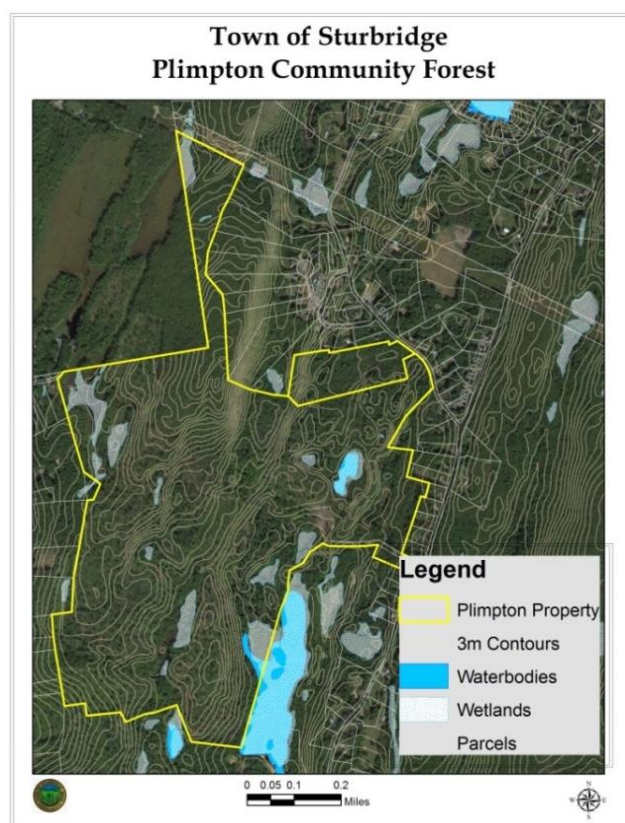 Town of Sturbridge
Plimpton Community Forest
Legend
Plimpton Property
3m Contours
Waterbodies
Wetlands
Parcels
0 0.05 0.1 0.2
Miles
N
W E
S